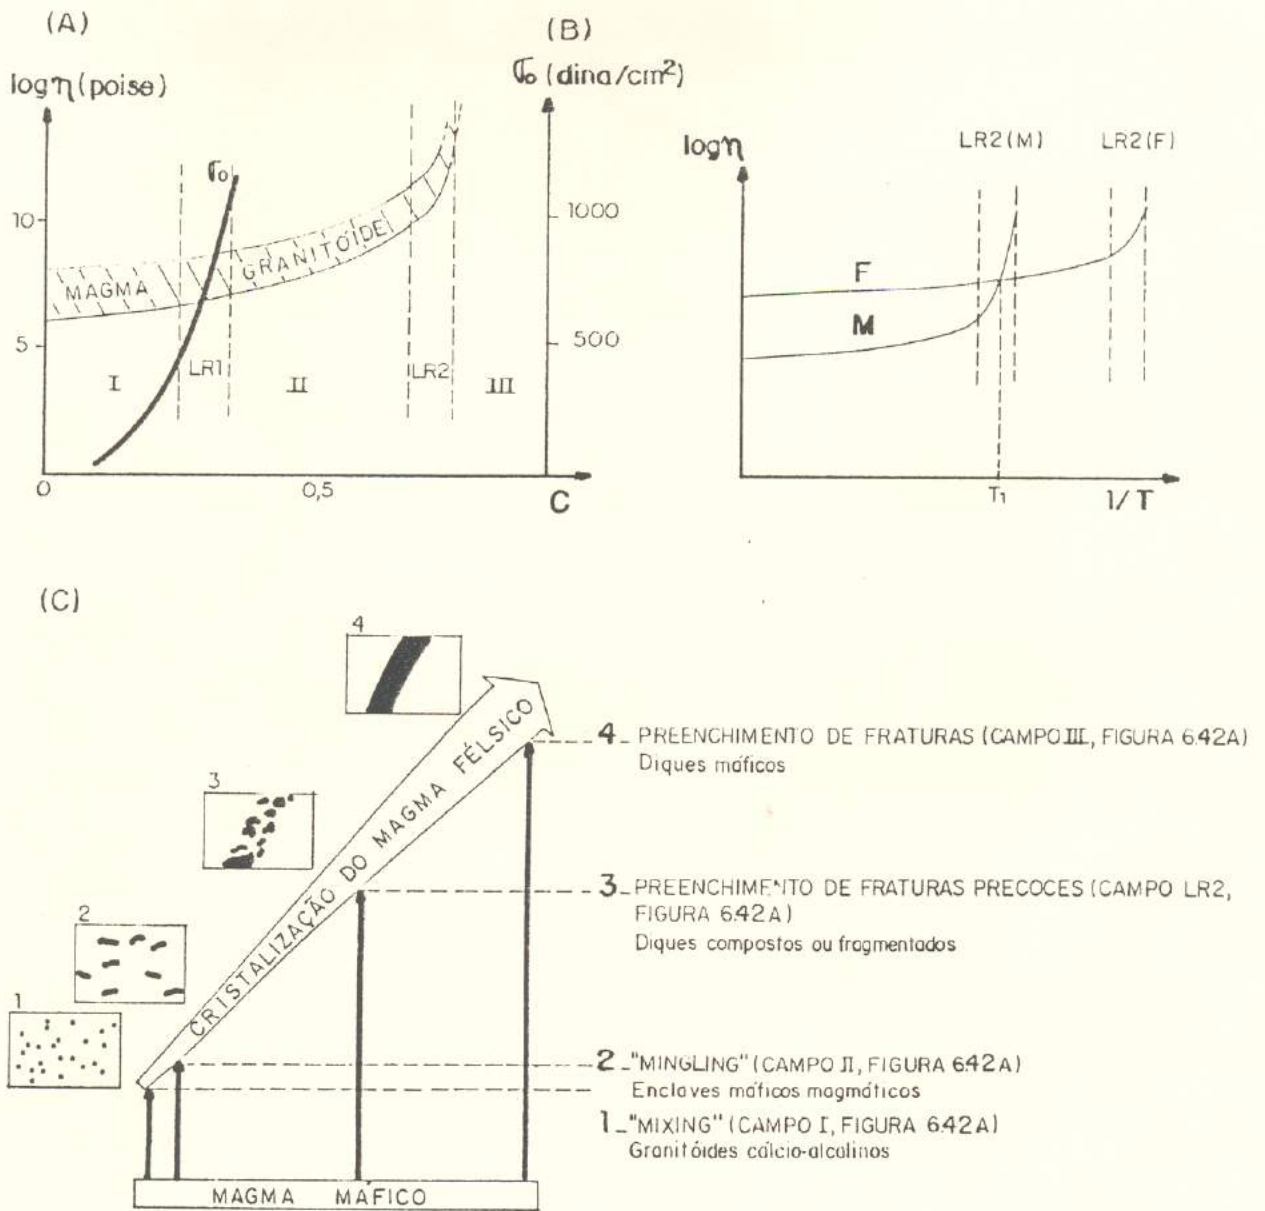 (A)
(B)
log η (poise)
σ₀ (dina/cm²)
σ₀
10
5
MAGMA GRANITÓIDE
I
LR1
II
LR2
III
1000
500
0
0,5
C
logη
LR2(M)
LR2(F)
F
M
T₁
1/T
(C)
4
3
2
1
CRISTALIZAÇÃO DO MAGMA FÉLSICO
4_ PREENCHIMENTO DE FRATURAS (CAMPO III, FIGURA 6.42A)
Diques máficos
3_ PREENCHIMENTO DE FRATURAS PRECOCES (CAMPO LR2,
FIGURA 6.42A)
Diques compostos ou fragmentados
2_ "MINGLING" (CAMPO II, FIGURA 6.42A)
Enclaves máficos magmáticos
1_ "MIXING" (CAMPO I, FIGURA 6.42A)
Granitóides cálcio-alcalinos
MAGMA MÁFICO